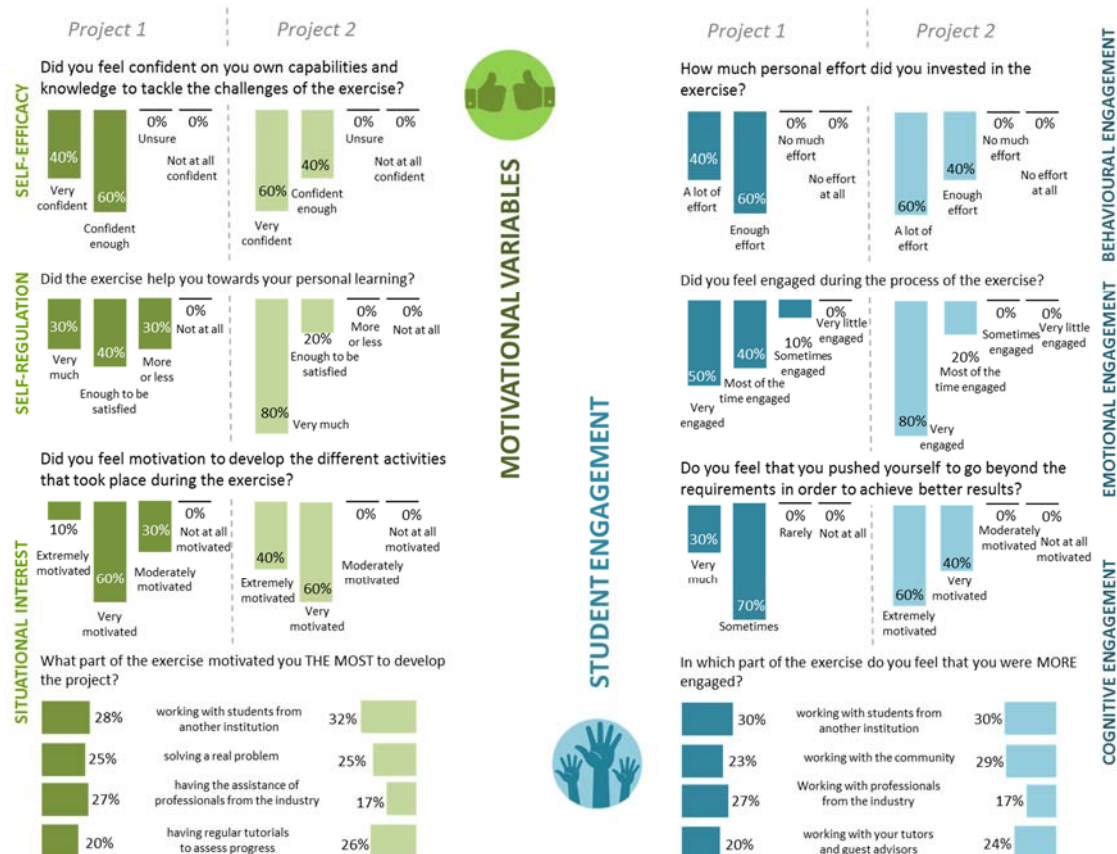 Project 1
Project 2
Did you feel confident on you own capabilities and
knowledge to tackle the challenges of the exercise?
SELF-EFFICACY
40%
Very
confident
60%
Confident
enough
0%
Unsure
0%
Not at all
confident
60%
Very
confident
40%
Confident
enough
0%
Unsure
0%
Not at all
confident
Did the exercise help you towards your personal learning?
SELF-REGULATION
30%
Very
much
40%
Enough to be
satisfied
30%
More
or less
0%
Not at all
80%
Very much
20%
Enough to be
satisfied
0%
More
or less
0%
Not at all
Did you feel motivation to develop the different activities
that took place during the exercise?
SITUATIONAL INTEREST
10%
Extremely
motivated
60%
Very
motivated
30%
Moderately
motivated
0%
Not at all
motivated
40%
Extremely
motivated
60%
Very
motivated
0%
Moderately
motivated
0%
Not at all
motivated
What part of the exercise motivated you THE MOST to develop
the project?
28%
working with students from
another institution
32%
25%
solving a real problem
25%
27%
having the assistance of
professionals from the industry
17%
20%
having regular tutorials
to assess progress
26%
MOTIVATIONAL VARIABLES
STUDENT ENGAGEMENT
Project 1
Project 2
How much personal effort did you invested in the
exercise?
BEHAVIOURAL ENGAGEMENT
40%
A lot of
effort
60%
Enough
effort
0%
No much
effort
0%
No effort
at all
60%
A lot of
effort
40%
Enough
effort
0%
No much
effort
0%
No effort
at all
Did you feel engaged during the process of the exercise?
EMOTIONAL ENGAGEMENT
50%
Very
engaged
40%
Most of the
time engaged
10%
Sometimes
engaged
0%
Very little
engaged
80%
Very
engaged
20%
Most of the
time engaged
0%
Sometimes
engaged
0%
Very little
engaged
Do you feel that you pushed yourself to go beyond the
requirements in order to achieve better results?
COGNITIVE ENGAGEMENT
30%
Very
much
70%
Sometimes
0%
Rarely
0%
Not at all
60%
Extremely
motivated
40%
Very
motivated
0%
Moderately
motivated
0%
Not at all
motivated
In which part of the exercise do you feel that you were MORE
engaged?
30%
working with students from
another institution
30%
23%
working with the community
29%
27%
Working with professionals
from the industry
17%
20%
working with your tutors
and guest advisors
24%